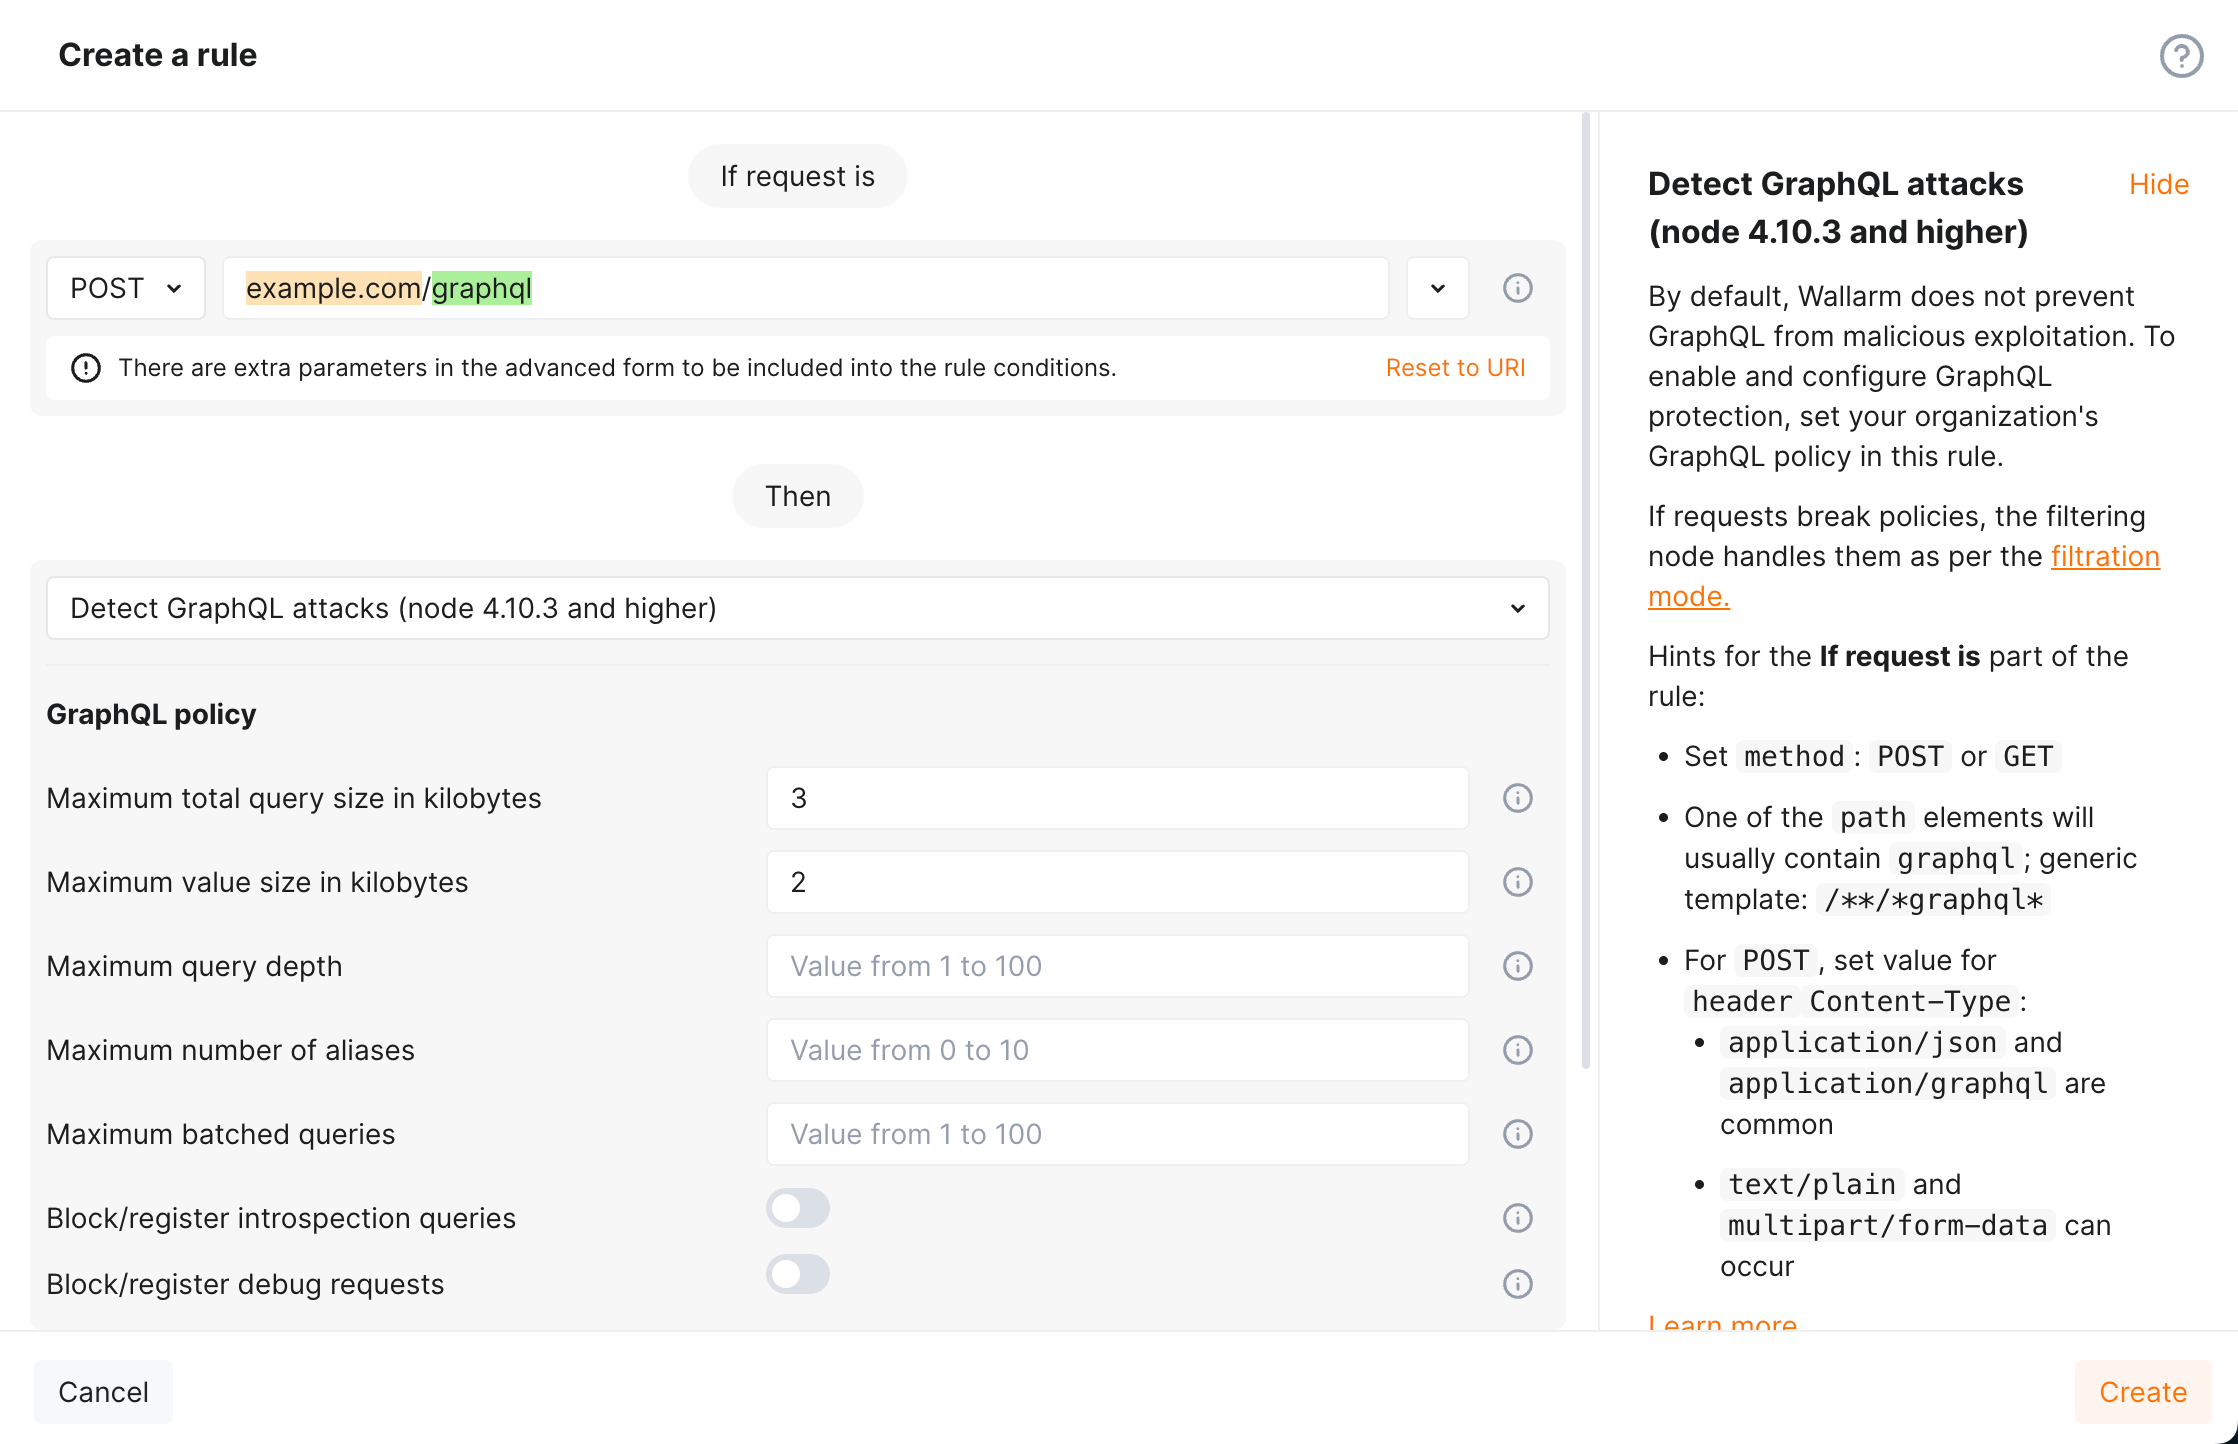 Create a rule
If request is
POST
example.com/graphql
There are extra parameters in the advanced form to be included into the rule conditions.
Reset to URI
Then
Detect GraphQL attacks (node 4.10.3 and higher)
GraphQL policy
Maximum total query size in kilobytes
3
Maximum value size in kilobytes
2
Maximum query depth
Value from 1 to 100
Maximum number of aliases
Value from 0 to 10
Maximum batched queries
Value from 1 to 100
Block/register introspection queries
Block/register debug requests
Detect GraphQL attacks
(node 4.10.3 and higher)
Hide
By default, Wallarm does not prevent
GraphQL from malicious exploitation. To
enable and configure GraphQL
protection, set your organization's
GraphQL policy in this rule.
If requests break policies, the filtering
node handles them as per the filtration
mode.
Hints for the If request is part of the
rule:
• Set method: POST or GET
• One of the path elements will
usually contain graphql; generic
template: /**/*graphql*
• For POST, set value for
header Content-Type:
• application/json and
application/graphql are
common
• text/plain and
multipart/form-data can
occur
Learn more
Cancel
Create